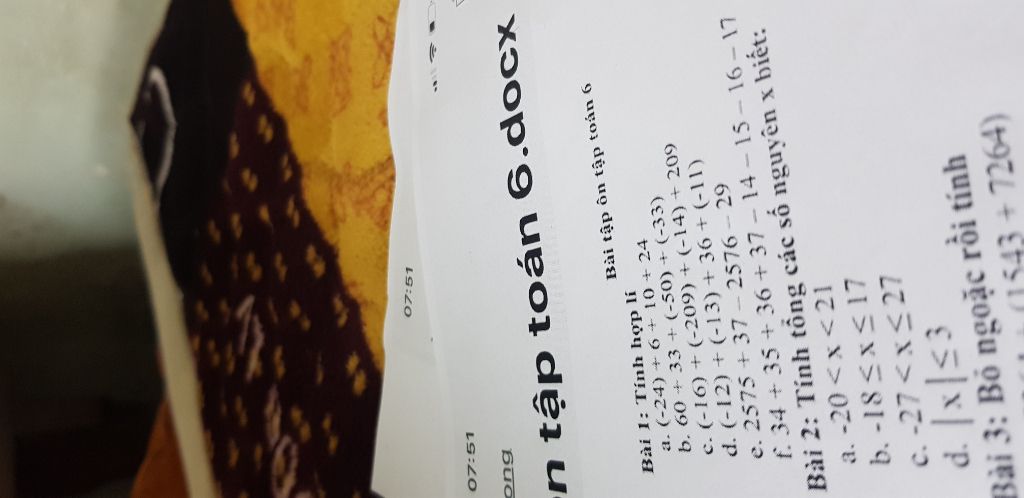 07:51
07:51
ong
n tập toán 6.docx
Bài tập ôn tập toán 6
Bài 1: Tính hợp lí
a. (-24) + 6 + 10 + 24
b. 60 + 33 + (-50) + (-33)
c. (-16) + (-209) + (-14) + 209
d. (-12) + (-13) + 36 + (-11)
e. 2575 + 37 – 2576 – 29
f. 34 + 35 + 36 + 37 – 14 – 15 – 16 – 17
Bài 2: Tính tổng các số nguyên x biết:
a. -20 < x < 21
b. -18 ≤ x ≤ 17
c. -27 < x ≤ 27
d. | x | ≤ 3
Bài 3: Bỏ ngoặc rồi tính
(1543 + 7264)